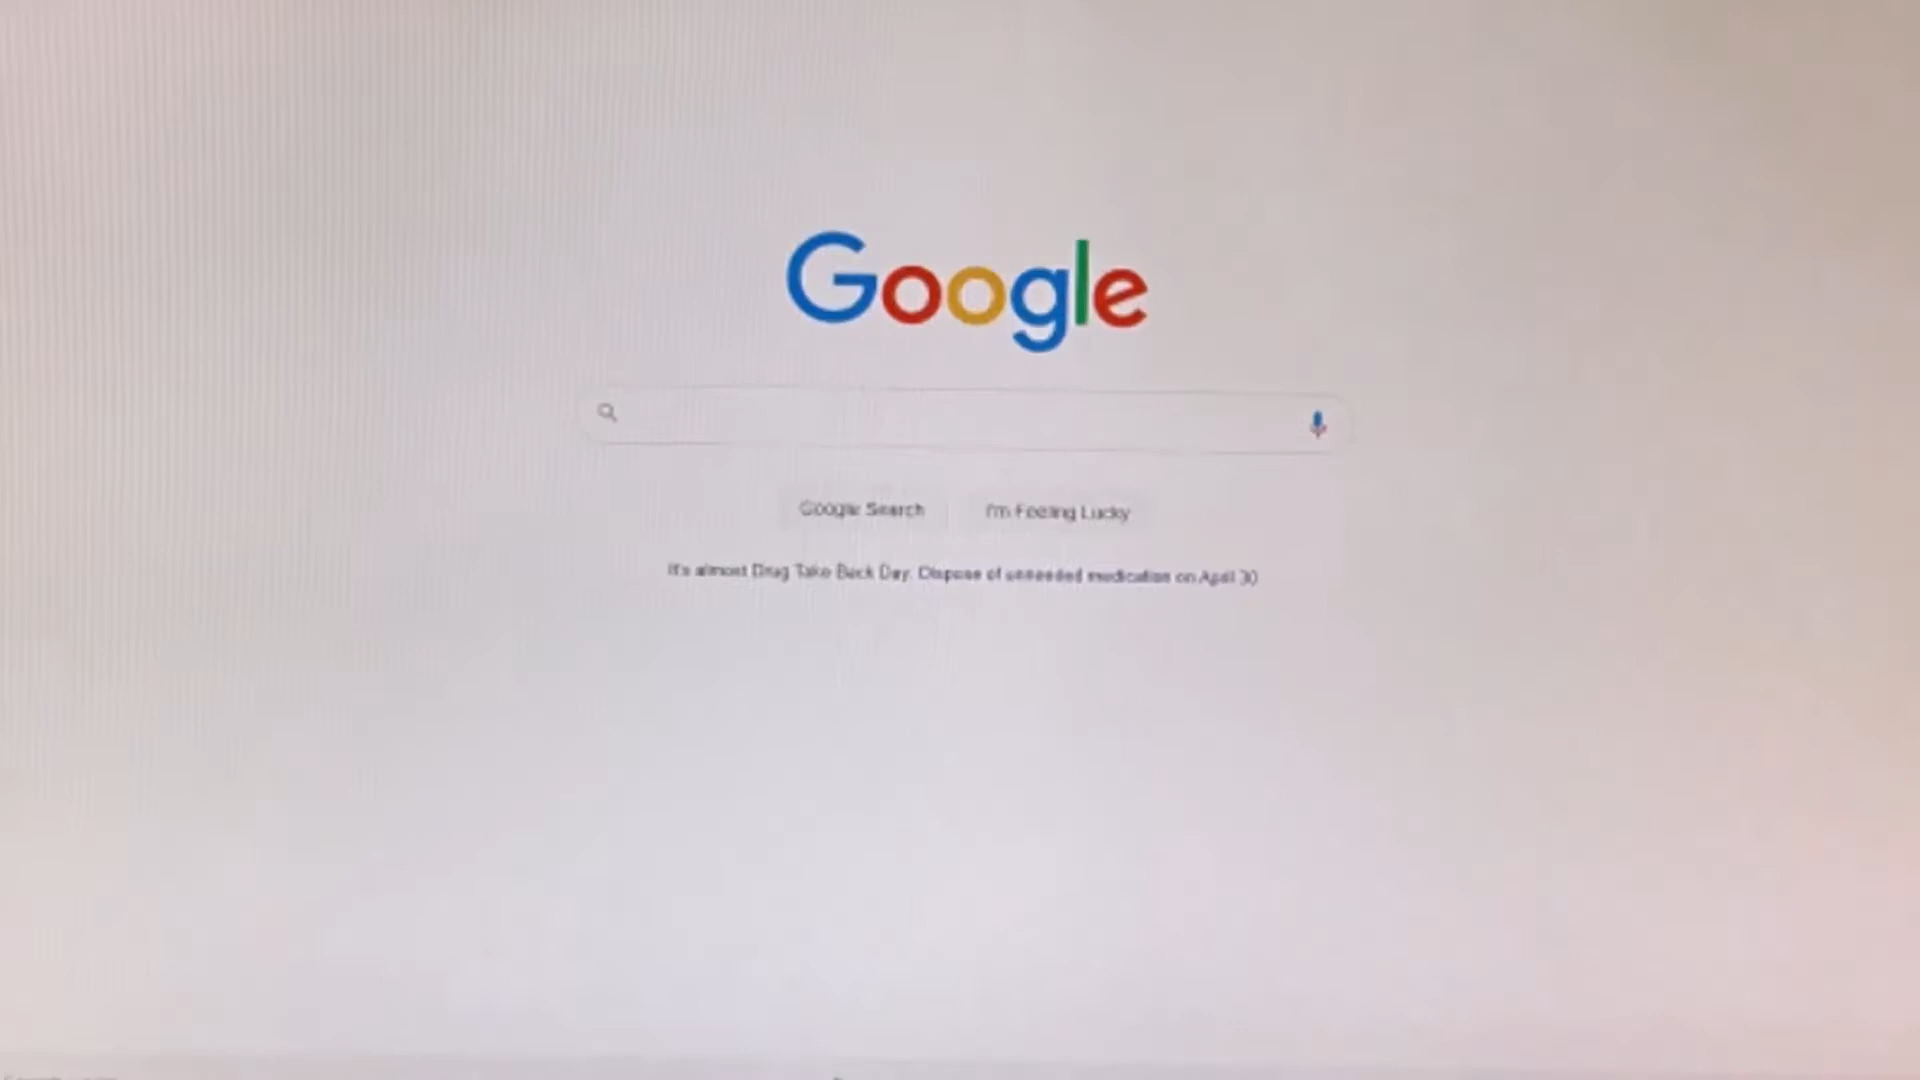 Google
Google Search
I'm Feeling Lucky
It's almost Drug Take Back Day. Dispose of unneeded medication on April 30